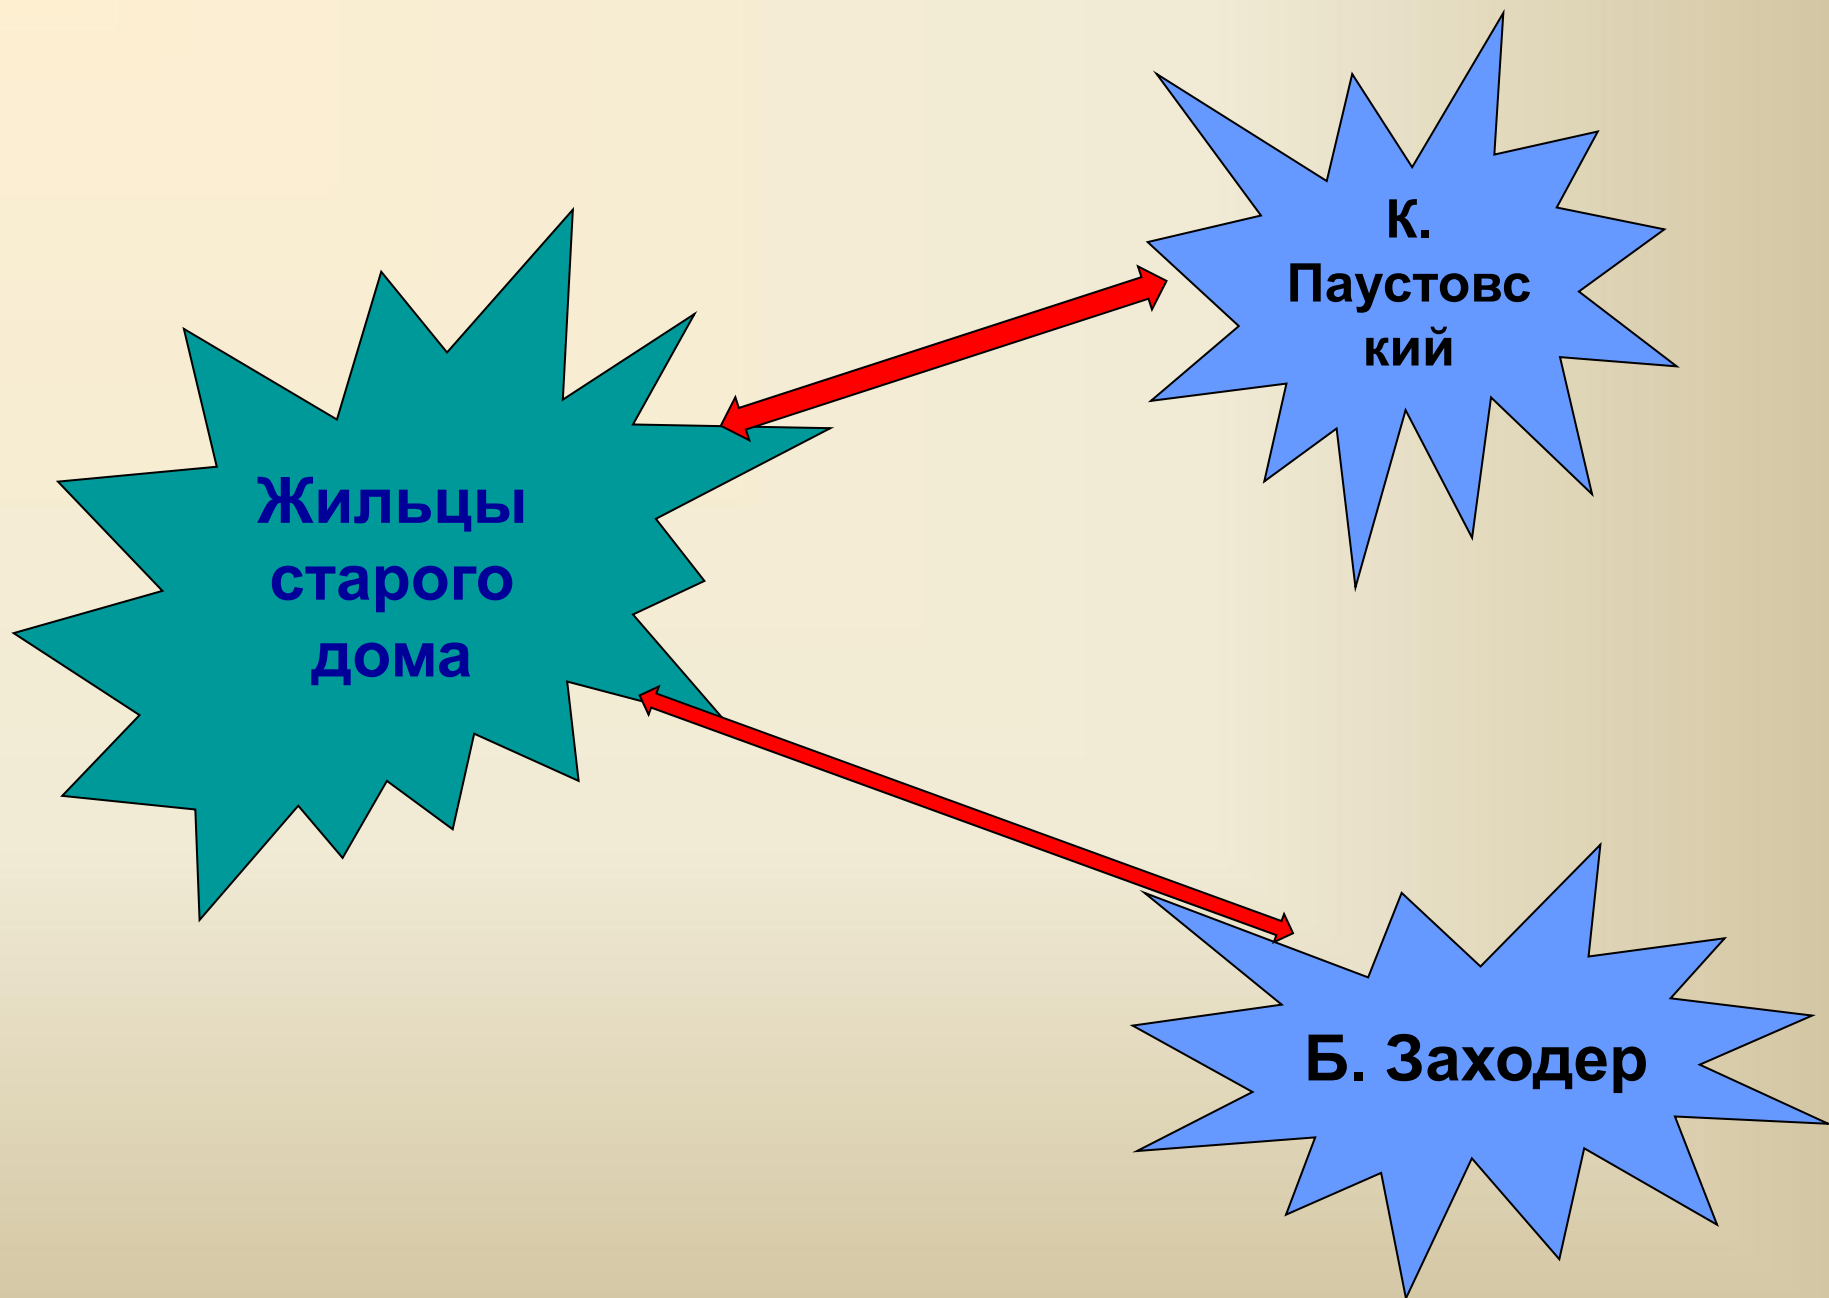 Жильцы
старого
дома
К.
Паустовс
кий
Б. Заходер